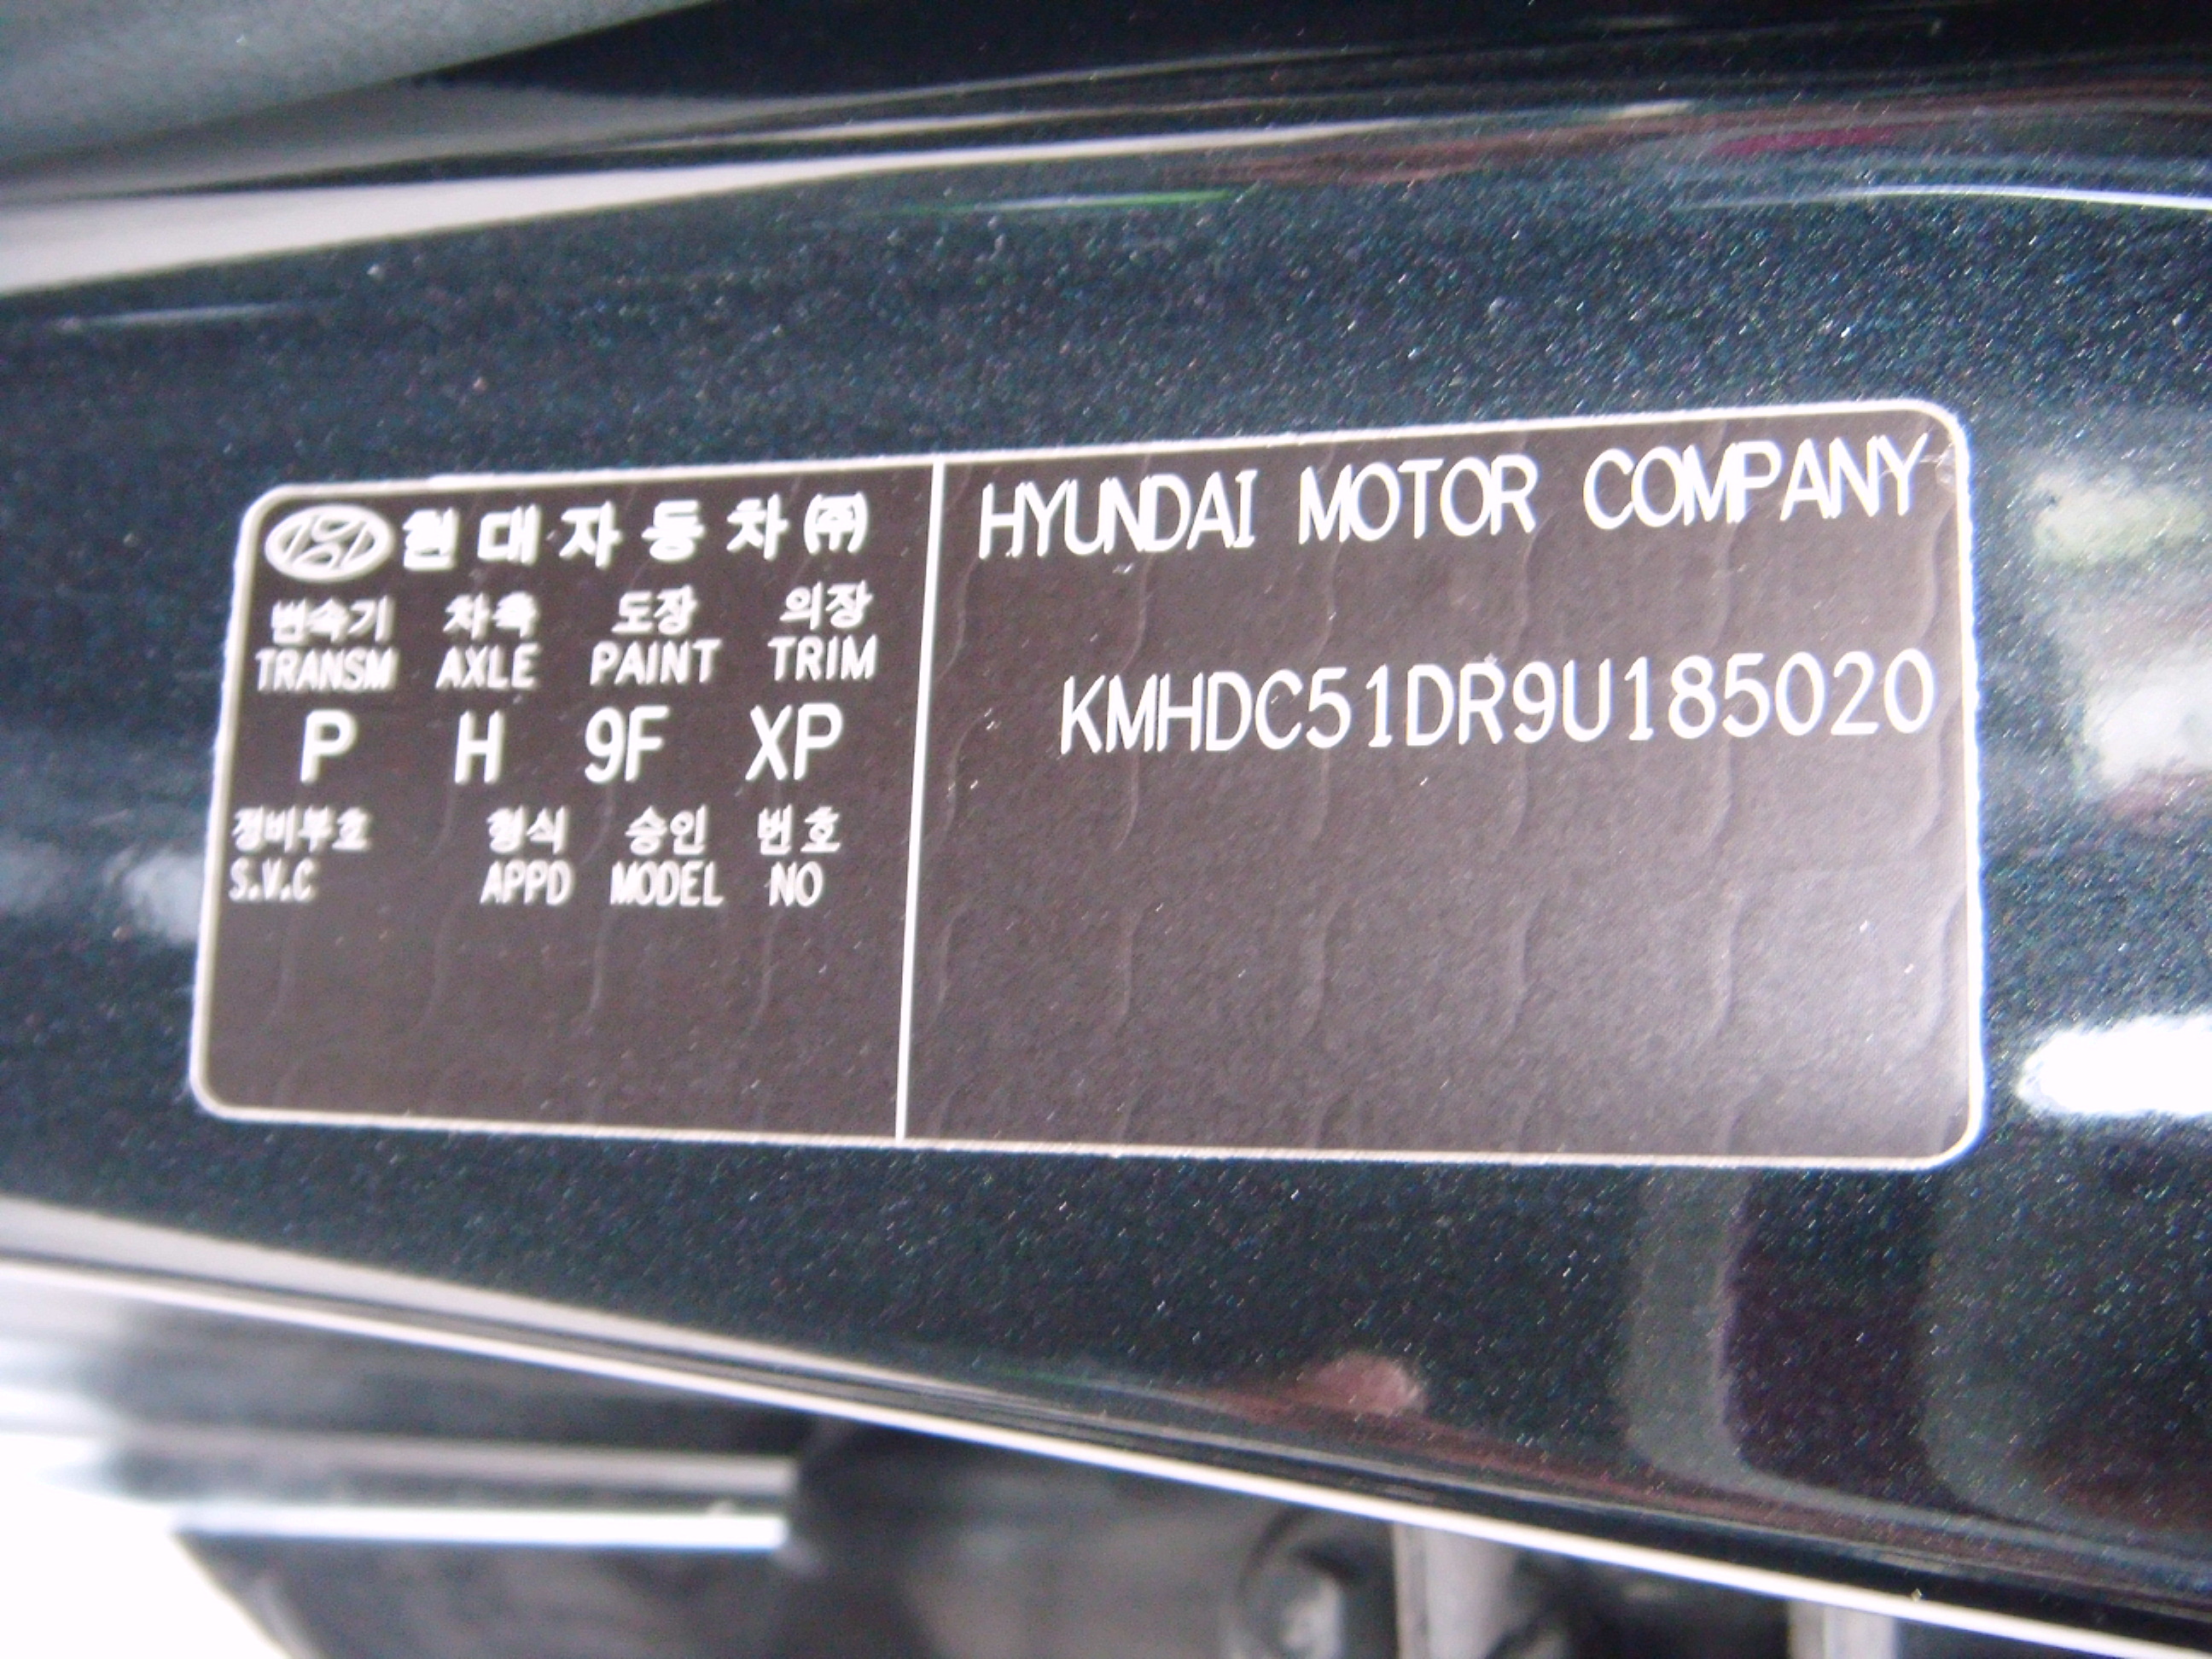 현대자동차㈜
변속기 차축 도장 의장
TRANSM AXLE PAINT TRIM
P H 9F XP
정비부호 형식 승인 번호
S.V.C APPD MODEL NO
HYUNDAI MOTOR COMPANY
KMHDC51DR9U185020